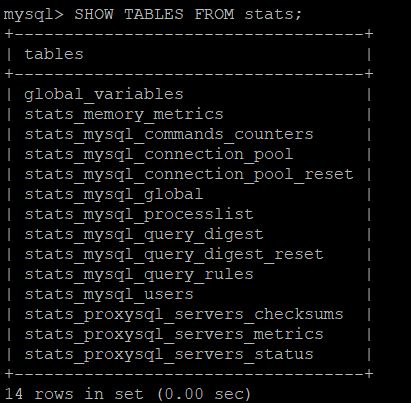 mysql> SHOW TABLES FROM stats;
+------------------------------------+
| tables                             |
+------------------------------------+
| global_variables                   |
| stats_memory_metrics               |
| stats_mysql_commands_counters      |
| stats_mysql_connection_pool        |
| stats_mysql_connection_pool_reset  |
| stats_mysql_global                 |
| stats_mysql_processlist            |
| stats_mysql_query_digest           |
| stats_mysql_query_digest_reset     |
| stats_mysql_query_rules            |
| stats_mysql_users                  |
| stats_proxysql_servers_checksums   |
| stats_proxysql_servers_metrics     |
| stats_proxysql_servers_status      |
+------------------------------------+
14 rows in set (0.00 sec)